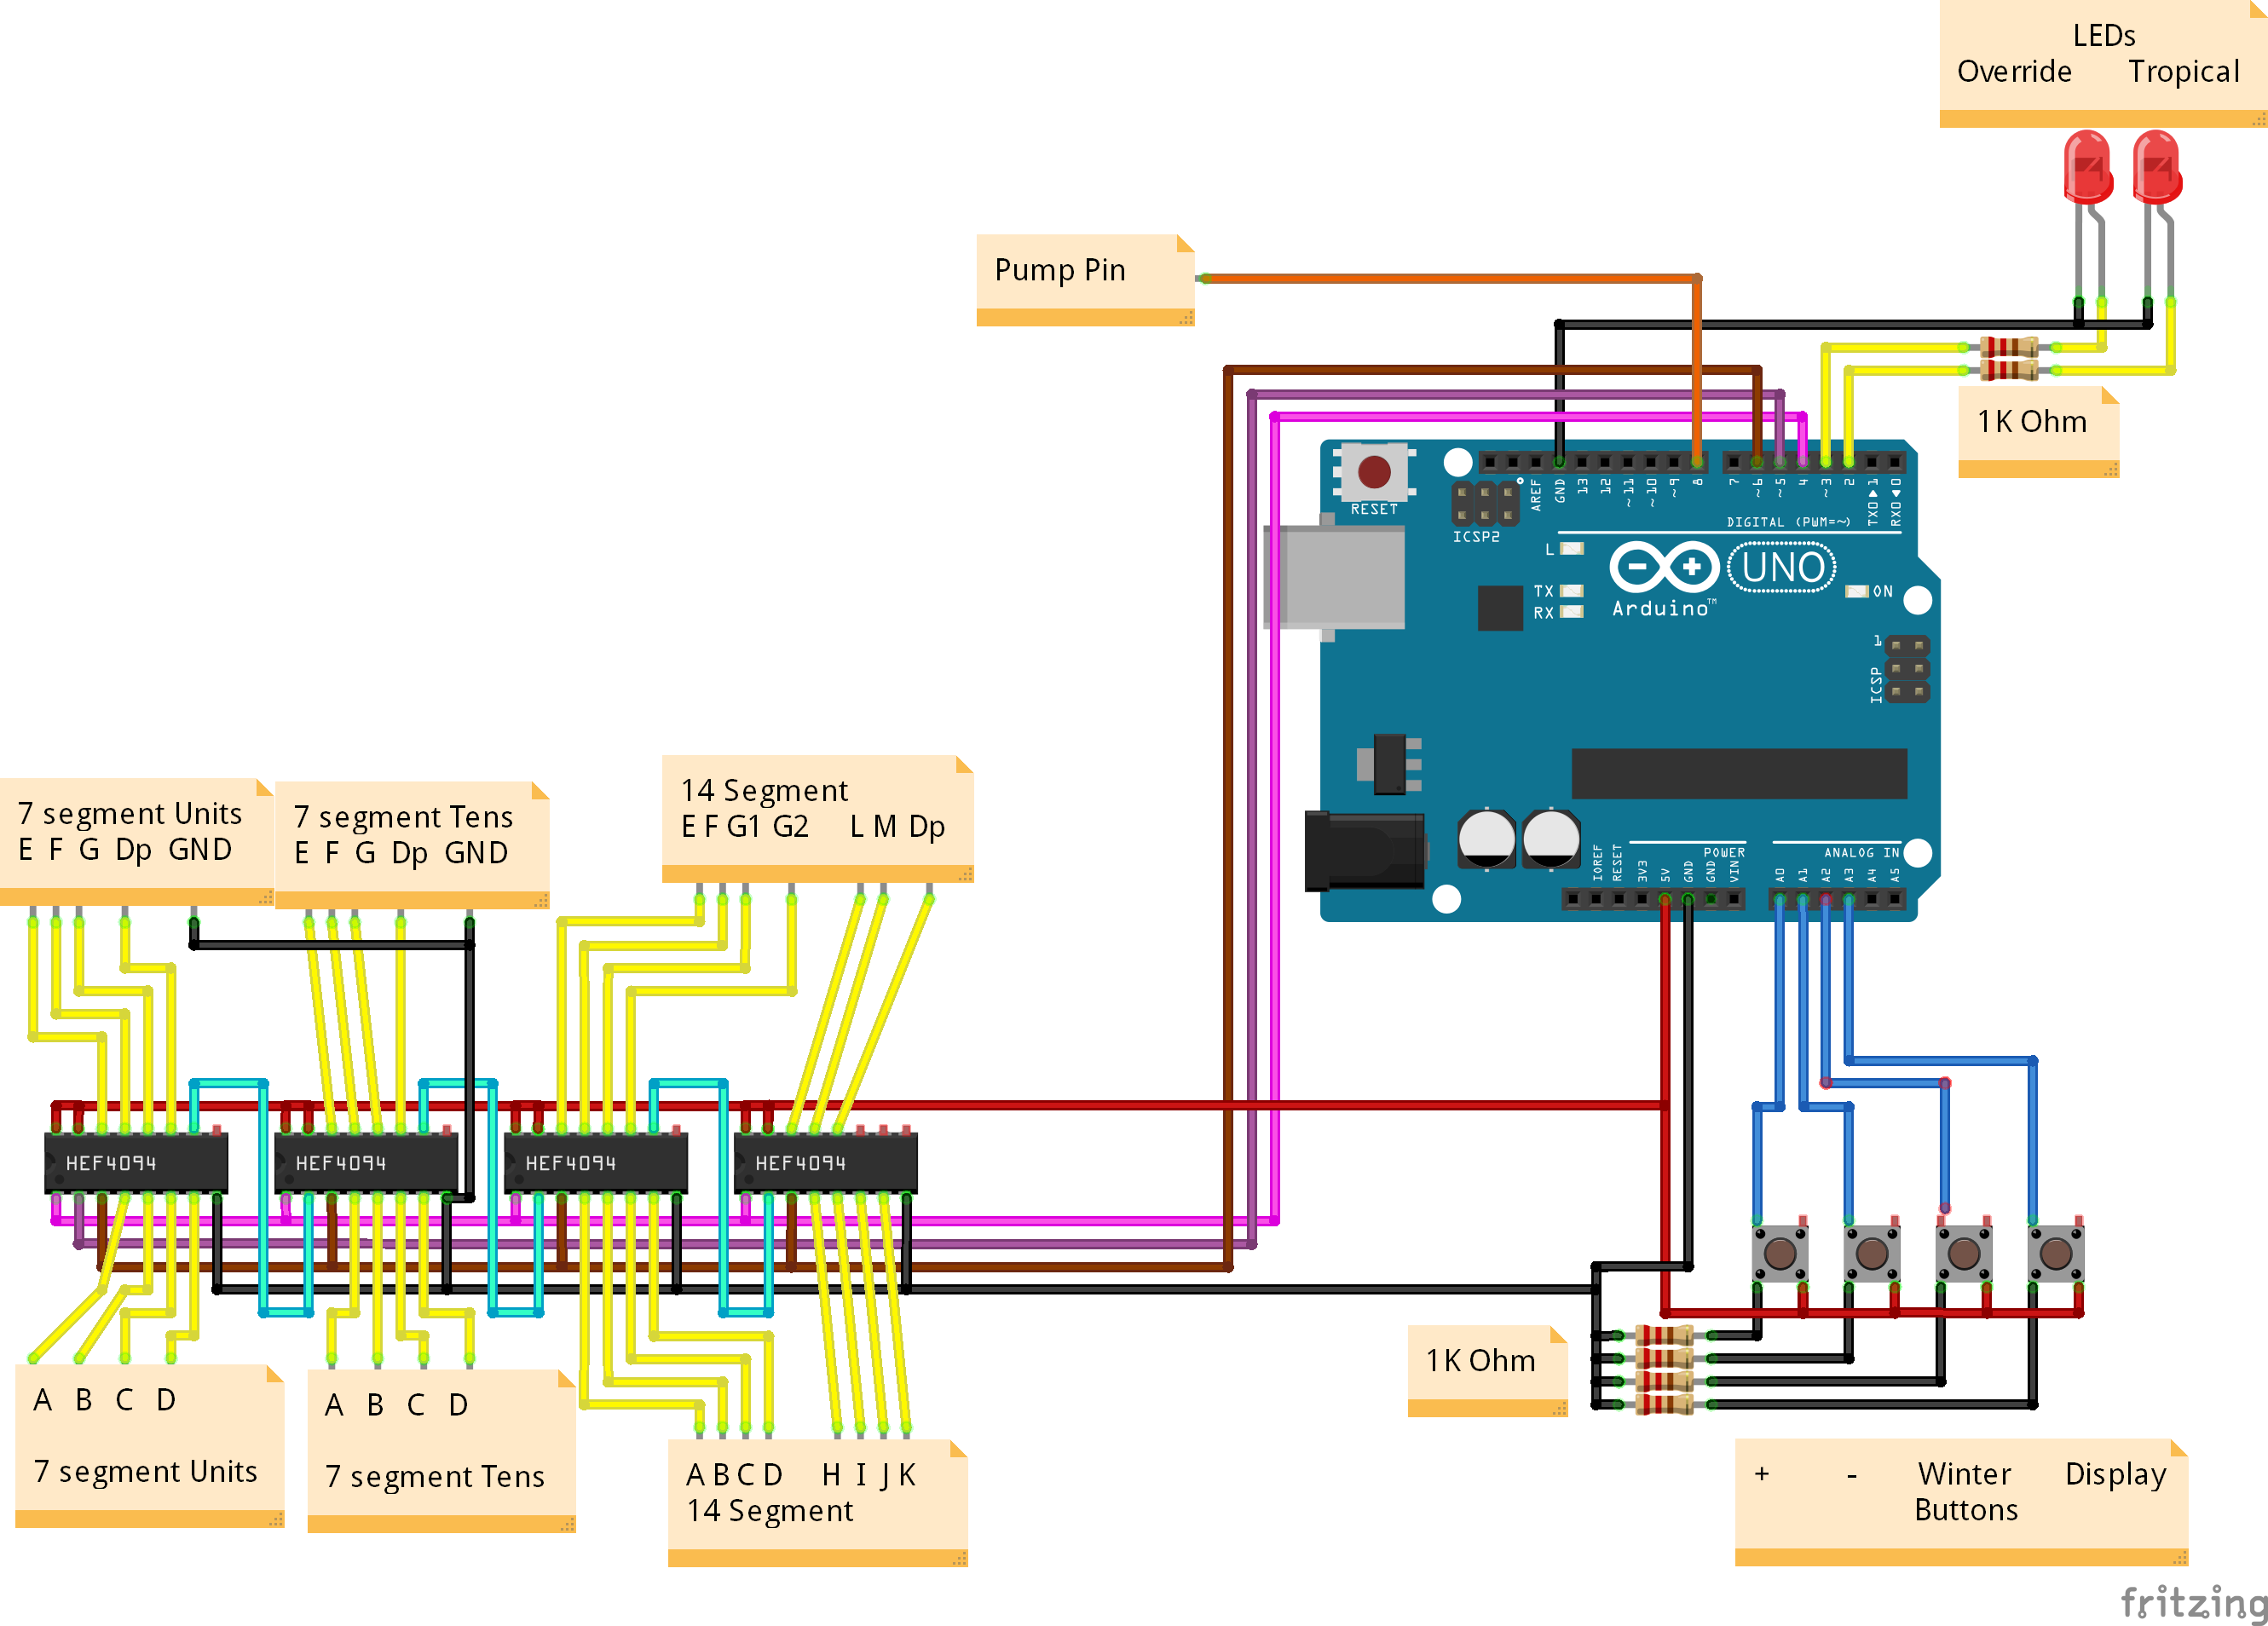 LEDs
Override Tropical
Pump Pin
1K Ohm
RESET
ICSP2
AREF
GND
13
12
~11
~10
~9
8
7
~6
~5
4
~3
2
TX0▶1
RX0◀0
DIGITAL (PWM=~)
L
TX
RX
UNO
Arduino™
ON
1
ICSP
IOREF
RESET
3V3
5V
GND
GND
VIN
POWER
A0
A1
A2
A3
A4
A5
ANALOG IN
7 segment Units
E F G Dp GND
7 segment Tens
E F G Dp GND
14 Segment
E F G1 G2 L M Dp
HEF4094
HEF4094
HEF4094
HEF4094
A B C D
7 segment Units
A B C D
7 segment Tens
A B C D H I J K
14 Segment
1K Ohm
+ - Winter Display
Buttons
fritzing